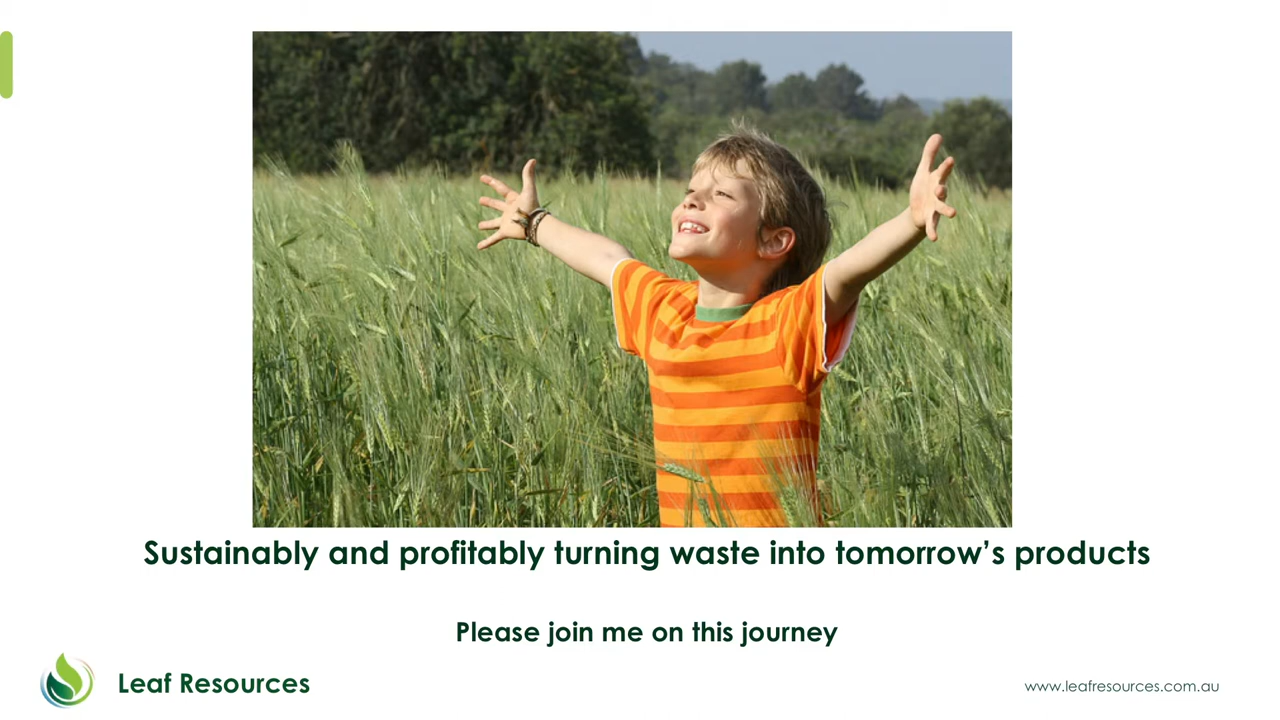 Sustainably and profitably turning waste into tomorrow’s products
Please join me on this journey
Leaf Resources
www.leafresources.com.au